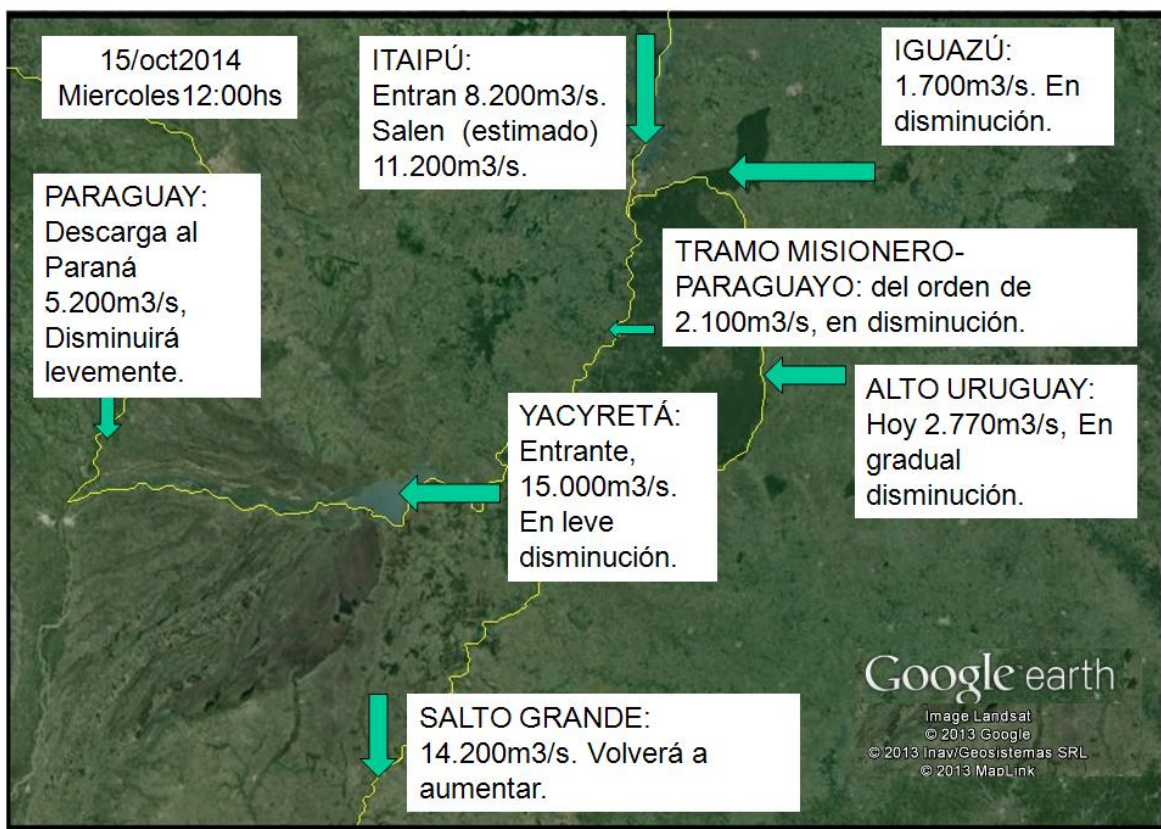 15/oct2014
Miercoles12:00hs
ITAIPÚ:
Entran 8.200m3/s.
Salen (estimado)
11.200m3/s.
IGUAZÚ:
1.700m3/s. En
disminución.
PARAGUAY:
Descarga al
Paraná
5.200m3/s,
Disminuirá
levemente.
TRAMO MISIONERO-
PARAGUAYO: del orden de
2.100m3/s, en disminución.
ALTO URUGUAY:
Hoy 2.770m3/s, En
gradual
disminución.
YACYRETÁ:
Entrante,
15.000m3/s.
En leve
disminución.
SALTO GRANDE:
14.200m3/s. Volverá a
aumentar.
Google earth
Image Landsat
© 2013 Google
© 2013 Inav/Geosistemas SRL
© 2013 MapLink